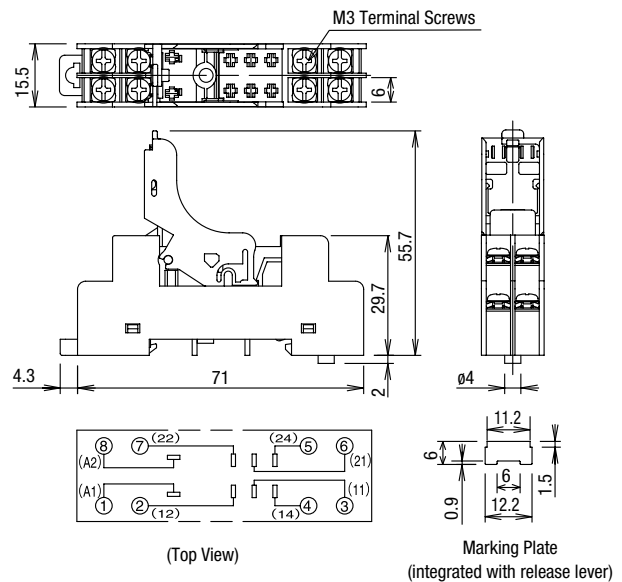 M3 Terminal Screws
15.5
6
55.7
29.7
4.3
71
2
ø4
11.2
6
6
1.5
0.9
12.2
⑧ ⑦ (22) (24) ⑤ ⑥
(A2) (21)
(A1) (11)
① ② (12) (14) ④ ③
(Top View)
Marking Plate
(integrated with release lever)